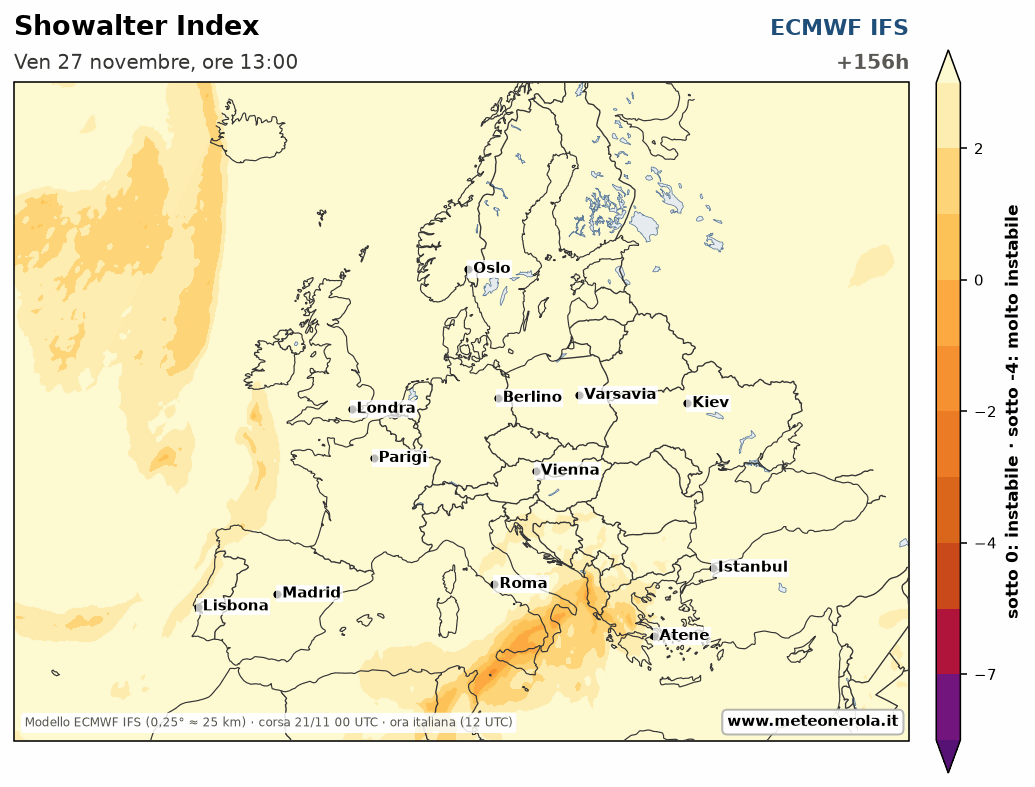 Showalter Index
ECMWF IFS
Ven 27 novembre, ore 13:00
+156h
Oslo
Londra
Berlino
Varsavia
Kiev
Parigi
Vienna
Istanbul
Roma
Madrid
Lisbona
Atene
2
0
−2
−4
−7
sotto 0: instabile · sotto -4: molto instabile
Modello ECMWF IFS (0,25° ≈ 25 km) · corsa 21/11 00 UTC · ora italiana (12 UTC)
www.meteonerola.it